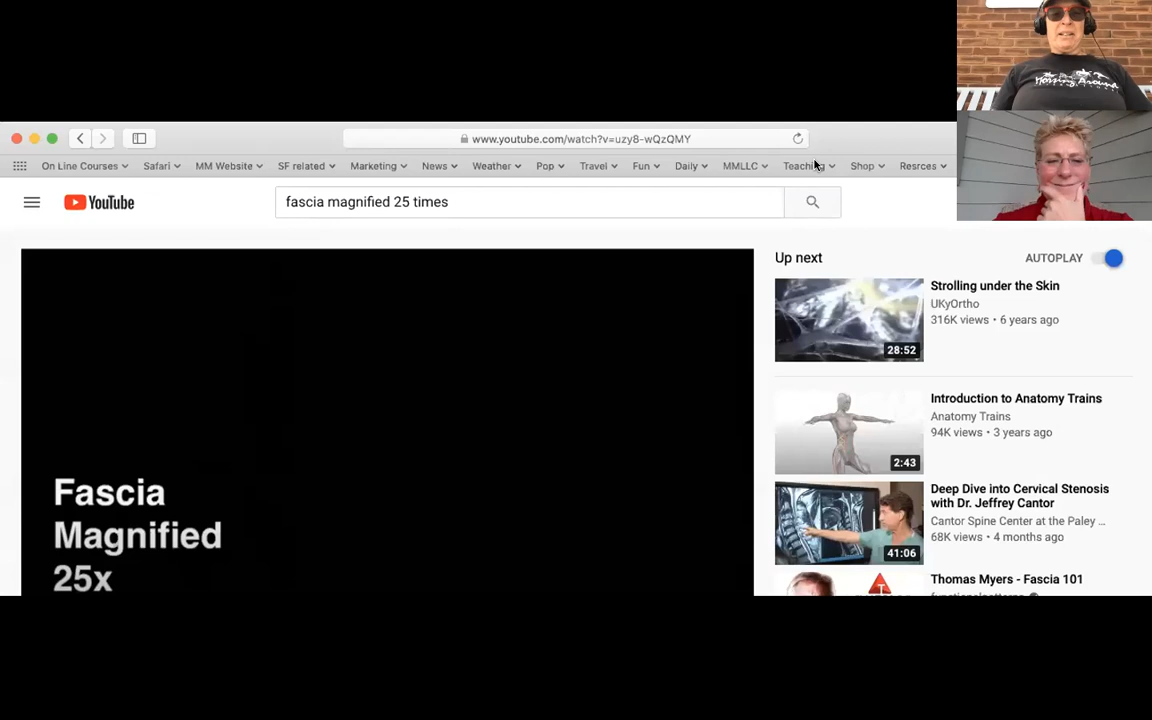 Horsing Around
www.youtube.com/watch?v=uzy8-wQzQMY
On Line Courses Safari MM Website SF related Marketing News Weather Pop Travel Fun Daily MMLLC Teaching Shop Resrces
YouTube
fascia magnified 25 times
Up next
AUTOPLAY
Strolling under the Skin
UKyOrtho
316K views • 6 years ago
28:52
Introduction to Anatomy Trains
Anatomy Trains
94K views • 3 years ago
2:43
Deep Dive into Cervical Stenosis
with Dr. Jeffrey Cantor
Cantor Spine Center at the Paley ...
68K views • 4 months ago
41:06
Thomas Myers - Fascia 101
Fascia
Magnified
25x